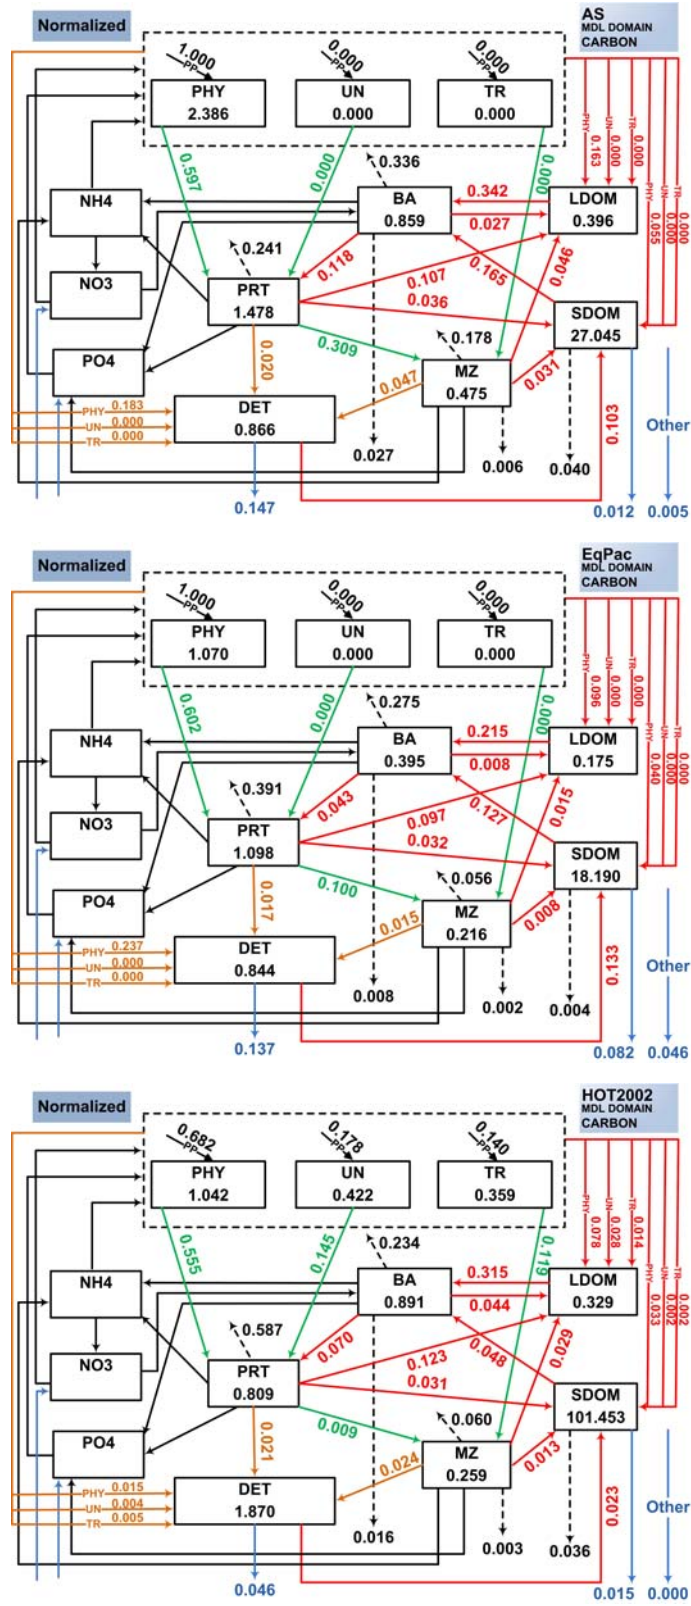 Normalized
AS
MDL DOMAIN
CARBON
1.000
PP
0.000
PP
0.000
PP
PHY
2.386
UN
0.000
TR
0.000
PHY
0.163
UN
0.000
TR
0.000
PHY
0.055
UN
0.000
TR
0.000
0.597
0.000
0.336
0.000
NH4
BA
0.859
0.342
0.027
LDOM
0.396
0.241
0.118
0.107
0.036
0.165
0.046
NO3
PRT
1.478
SDOM
27.045
0.178
0.309
PO4
0.020
MZ
0.475
0.047
0.031
0.103
PHY
0.183
UN
0.000
TR
0.000
DET
0.866
Other
0.027
0.006
0.040
0.147
0.012
0.005
Normalized
EqPac
MDL DOMAIN
CARBON
1.000
PP
0.000
PP
0.000
PP
PHY
1.070
UN
0.000
TR
0.000
PHY
0.096
UN
0.000
TR
0.000
PHY
0.040
UN
0.000
TR
0.000
0.602
0.000
0.275
0.000
NH4
BA
0.395
0.215
0.008
LDOM
0.175
0.391
0.043
0.097
0.032
0.127
0.015
NO3
PRT
1.098
SDOM
18.190
0.056
0.100
PO4
0.017
MZ
0.216
0.015
0.008
0.133
PHY
0.237
UN
0.000
TR
0.000
DET
0.844
Other
0.008
0.002
0.004
0.137
0.082
0.046
Normalized
HOT2002
MDL DOMAIN
CARBON
0.682
PP
0.178
PP
0.140
PP
PHY
1.042
UN
0.422
TR
0.359
PHY
0.078
UN
0.028
TR
0.014
PHY
0.033
UN
0.002
TR
0.002
0.555
0.145
0.234
0.119
NH4
BA
0.891
0.315
0.044
LDOM
0.329
0.587
0.070
0.123
0.031
0.048
0.029
NO3
PRT
0.809
SDOM
101.453
0.060
0.009
PO4
0.021
MZ
0.259
0.024
0.013
0.023
PHY
0.015
UN
0.004
TR
0.005
DET
1.870
Other
0.016
0.003
0.036
0.046
0.015
0.000